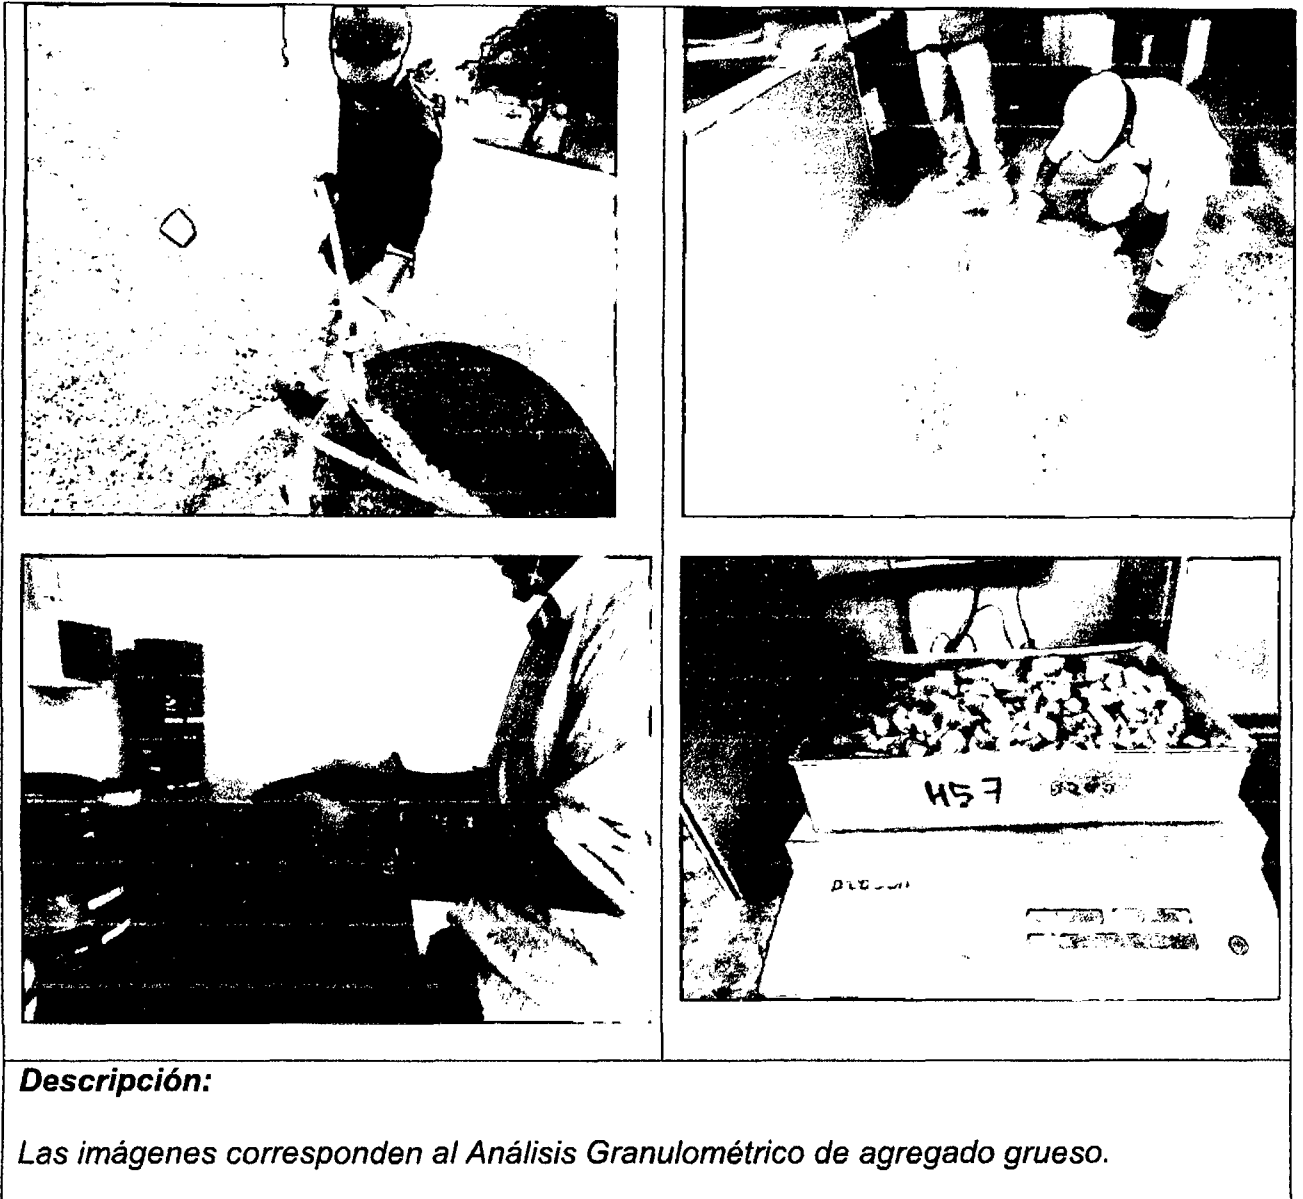 H57
Descripción:
Las imágenes corresponden al Análisis Granulométrico de agregado grueso.